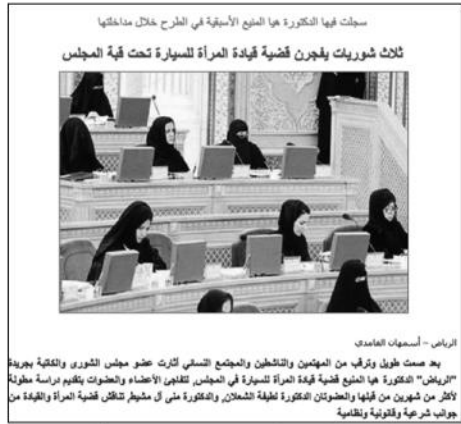 سجلت فيها الدكتورة هيا المنيع الأسبقية في الطرح خلال مداخلتها
ثلاث شوريات يفجرن قضية قيادة المرأة للسيارة تحت قبة المجلس
الرياض – أسمهان الغامدي
بعد صمت طويل وترقب من المهتمين والناشطين والمجتمع النسائي أثارت عضو مجلس الشورى والكاتبة بجريدة
"الرياض" الدكتورة هيا المنيع قضية قيادة المرأة للسيارة في المجلس, لتفاجئ الأعضاء والعضوات بتقديم دراسة مطولة
لأكثر من شهرين من قبلها والعضوتان الدكتورة لطيفة الشعلان, والدكتورة منى آل مشيط, تناقش قضية المرأة والقيادة من
جوانب شرعية وقانونية ونظامية